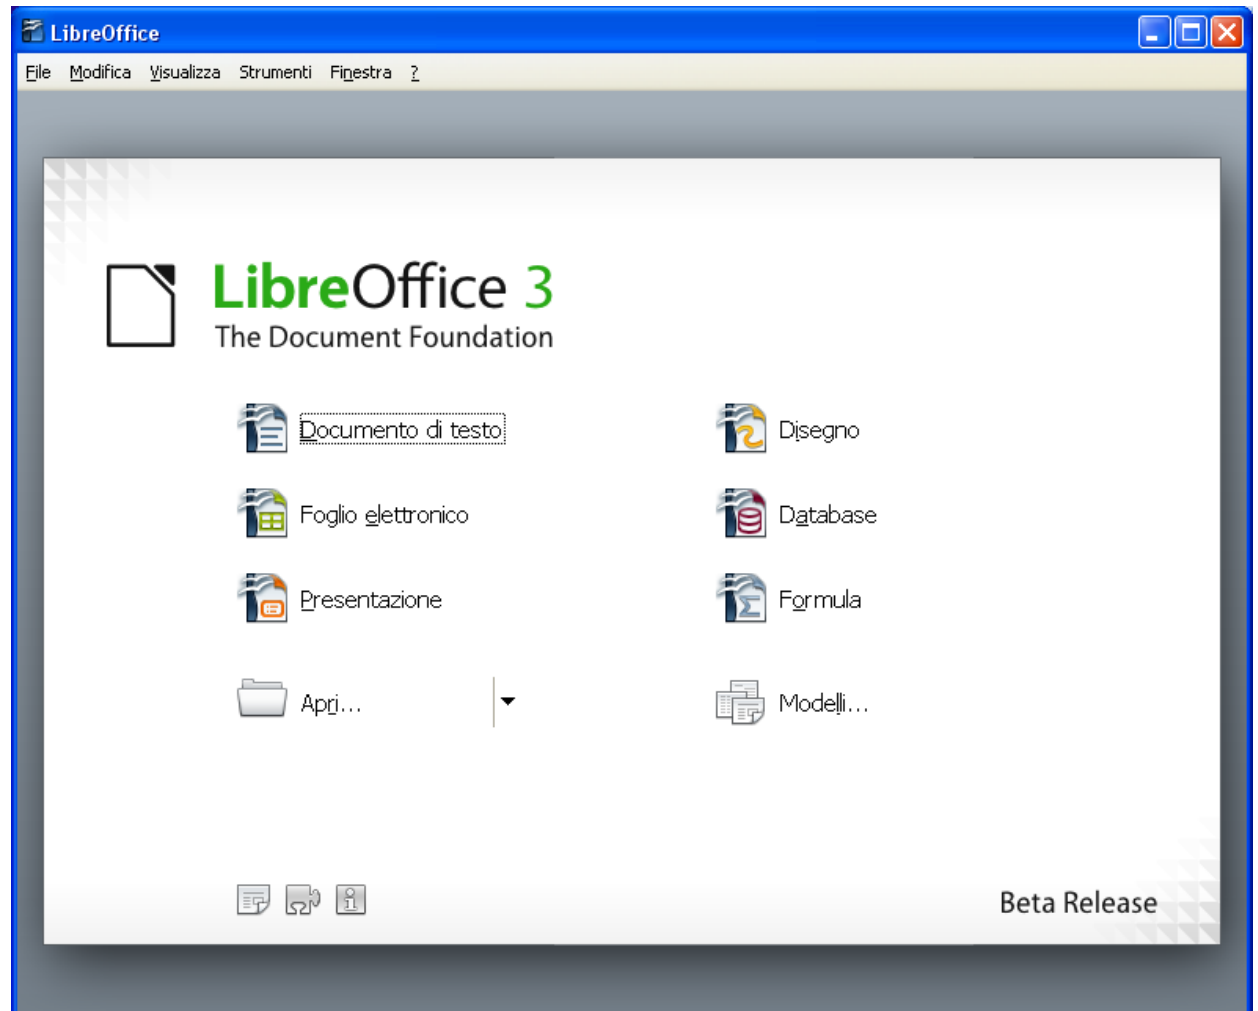 LibreOffice
File Modifica Visualizza Strumenti Finestra ?
LibreOffice 3
The Document Foundation
Documento di testo
Disegno
Foglio elettronico
Database
Presentazione
Formula
Apri...
Modelli...
Beta Release